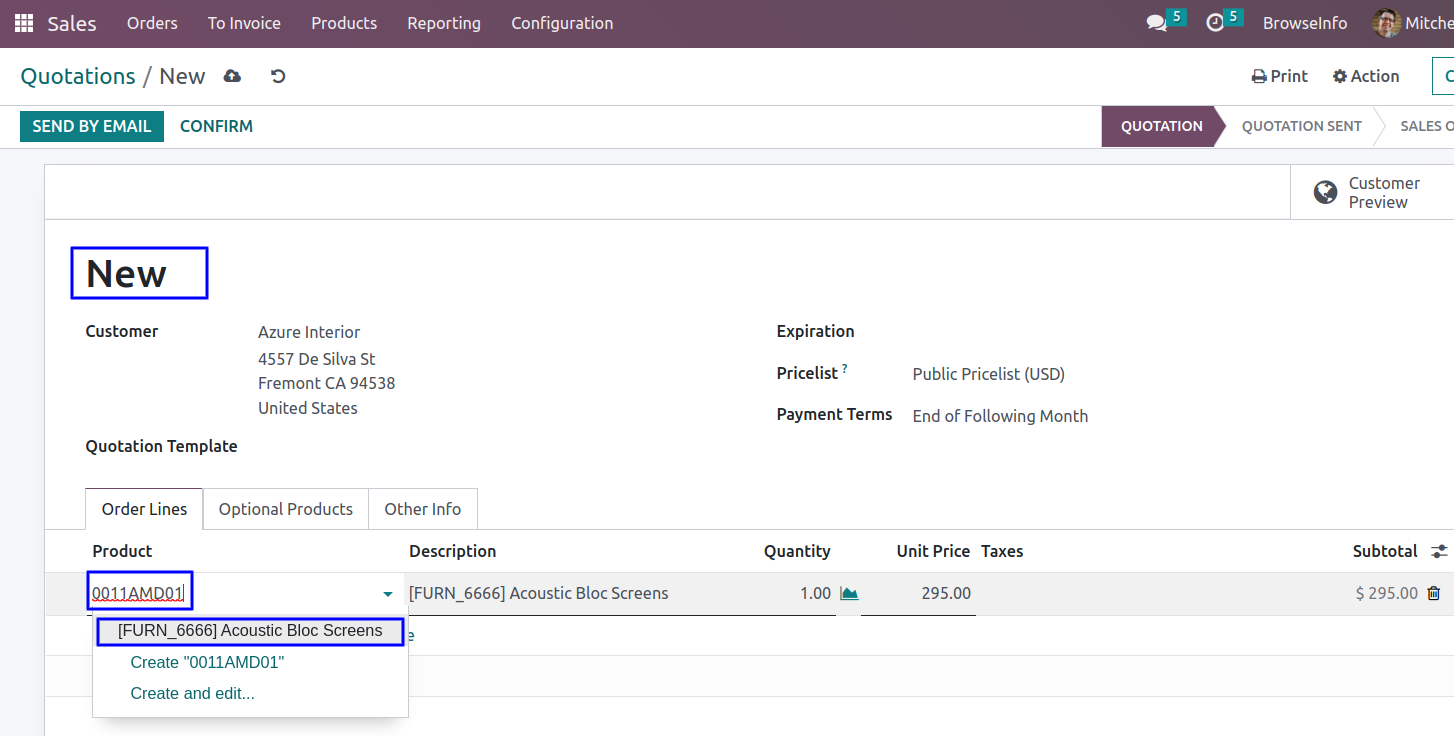 Sales Orders To Invoice Products Reporting Configuration 5 5 BrowseInfo Mitche
Quotations / New Print Action C
SEND BY EMAIL CONFIRM QUOTATION QUOTATION SENT SALES O
Customer
Preview
New
Customer Azure Interior Expiration
4557 De Silva St
Fremont CA 94538 Pricelist ? Public Pricelist (USD)
United States Payment Terms End of Following Month
Quotation Template
Order Lines Optional Products Other Info
Product Description Quantity Unit Price Taxes Subtotal
0011AMD01 [FURN_6666] Acoustic Bloc Screens 1.00 295.00 $ 295.00
[FURN_6666] Acoustic Bloc Screens e
Create "0011AMD01"
Create and edit...